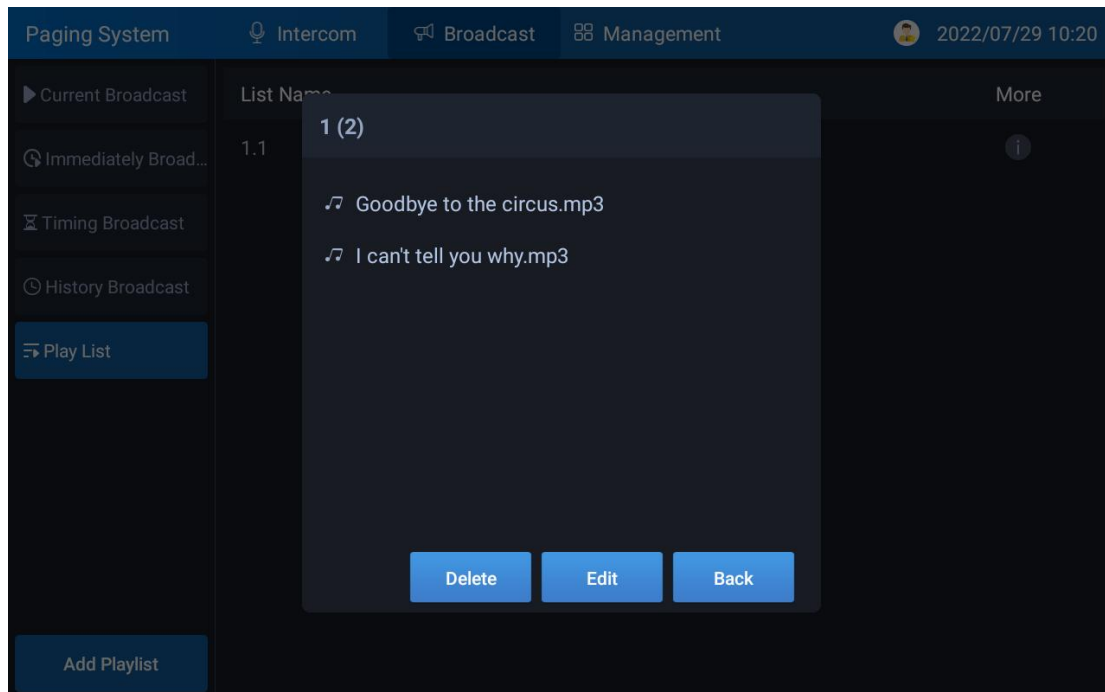 Paging System
Intercom
Broadcast
Management
2022/07/29 10:20
Current Broadcast
Immediately Broad...
Timing Broadcast
History Broadcast
Play List
Add Playlist
List Name
More
1.1
1 (2)
Goodbye to the circus.mp3
I can't tell you why.mp3
Delete
Edit
Back